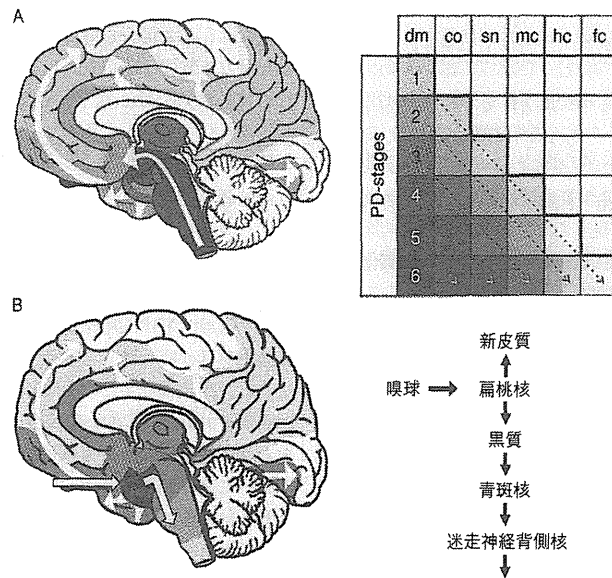 A
dm co sn mc hc fc
PD-stages
1
2
3
4
5
6
B
新皮質
嗅球 → 扁桃核
黒質
青斑核
迷走神経背側核